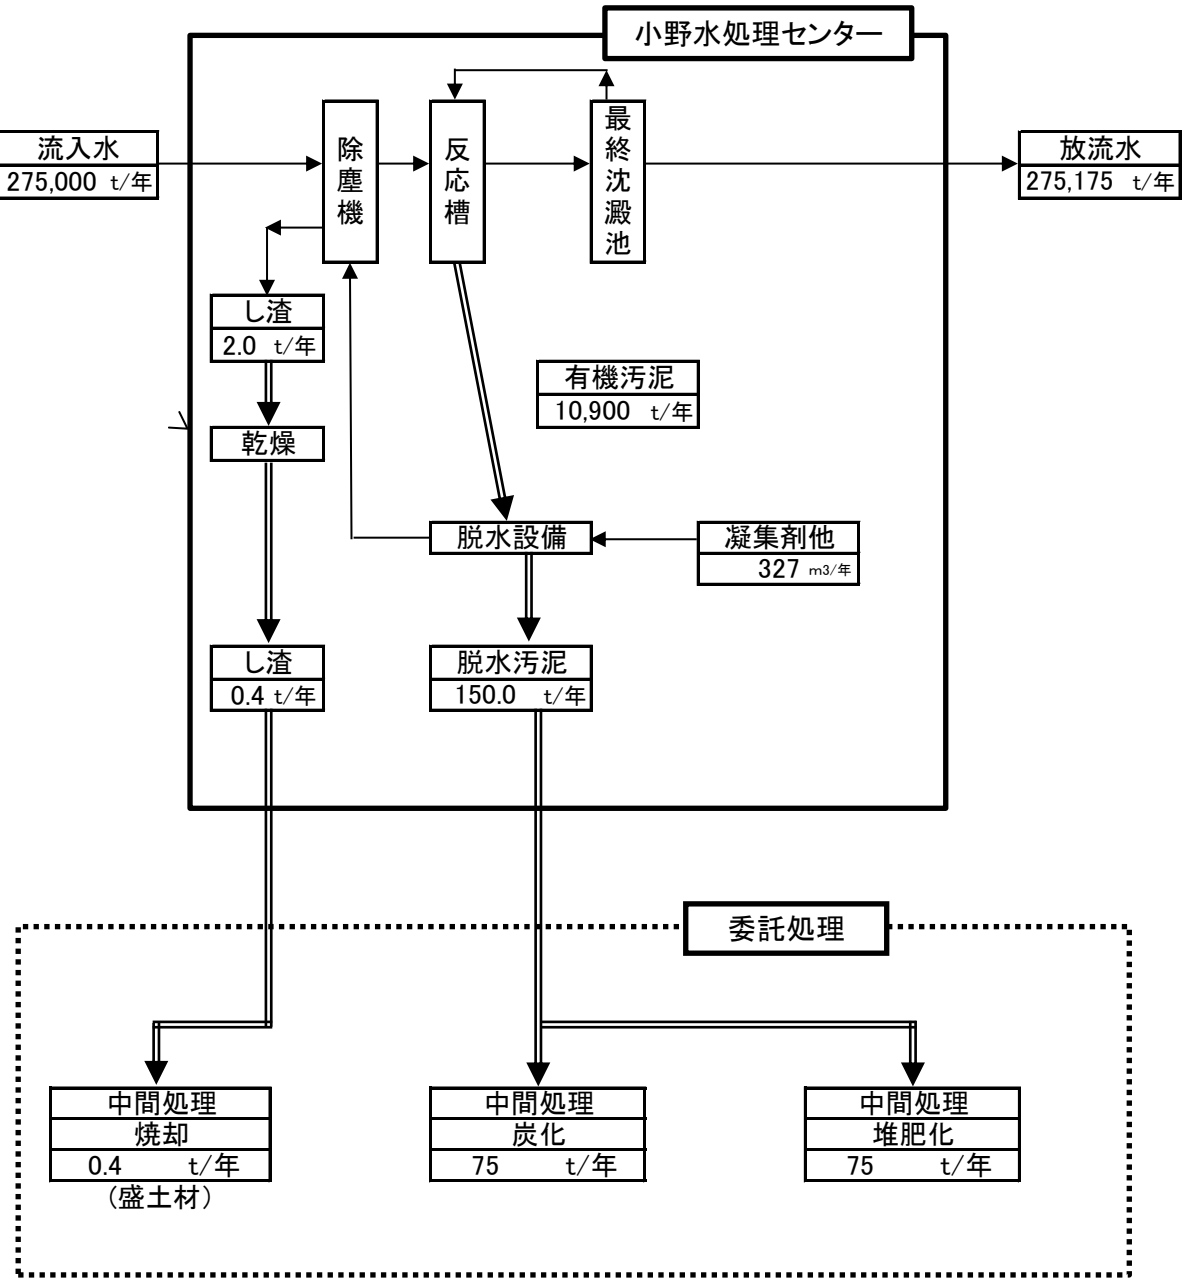 小野水処理センター
流入水
275,000 t/年
除塵機
反応槽
最終沈澱池
放流水
275,175 t/年
し渣
2.0 t/年
有機汚泥
10,900 t/年
乾燥
脱水設備
凝集剤他
327 m3/年
し渣
0.4 t/年
脱水汚泥
150.0 t/年
委託処理
中間処理
焼却
0.4 t/年
(盛土材)
中間処理
炭化
75 t/年
中間処理
堆肥化
75 t/年